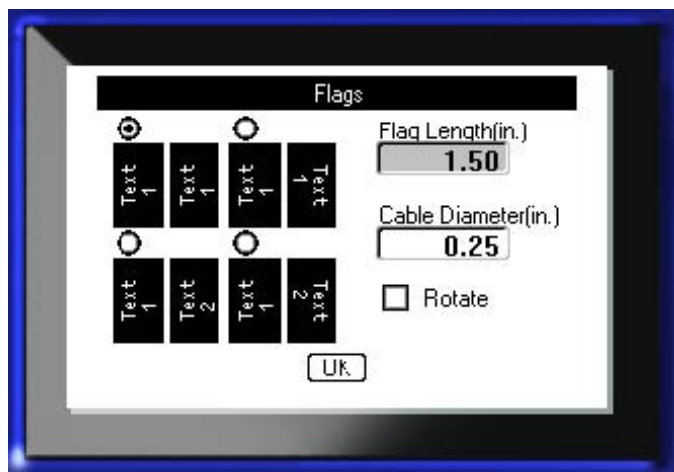 Flags
Flag Length(in.)
1.50
Text 1
Text 1
Text 1
Text 1
Cable Diameter(in.)
0.25
Text 1
Text 2
Text 1
Text 2
Rotate
OK